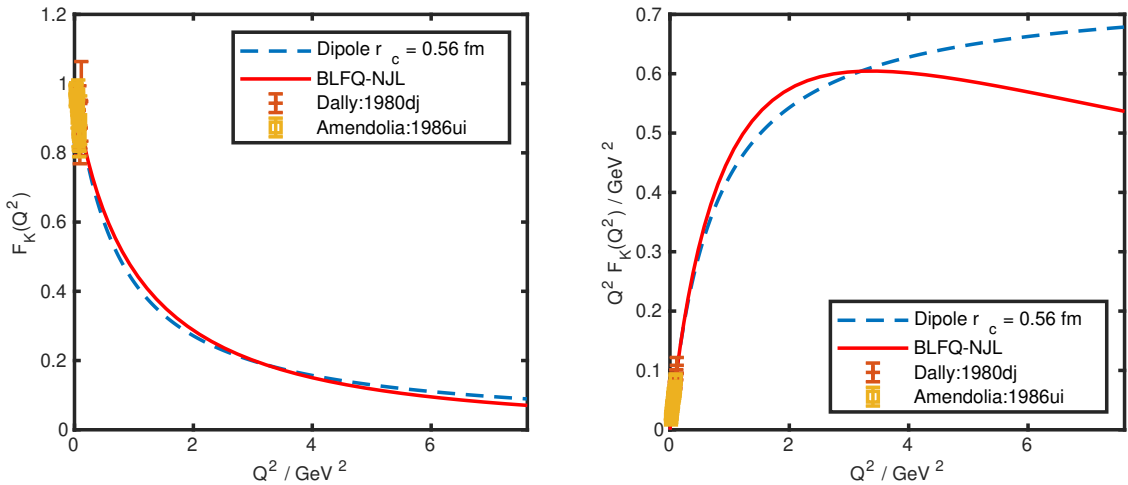 1.2
1
0.8
0.6
0.4
0.2
0
0 2 4 6
F_K(Q^2)
Q^2 / GeV^2
Dipole r_c = 0.56 fm
BLFQ-NJL
Dally:1980dj
Amendolia:1986ui
0.7
0.6
0.5
0.4
0.3
0.2
0.1
0
0 2 4 6
Q^2 F_K(Q^2) / GeV^2
Q^2 / GeV^2
Dipole r_c = 0.56 fm
BLFQ-NJL
Dally:1980dj
Amendolia:1986ui